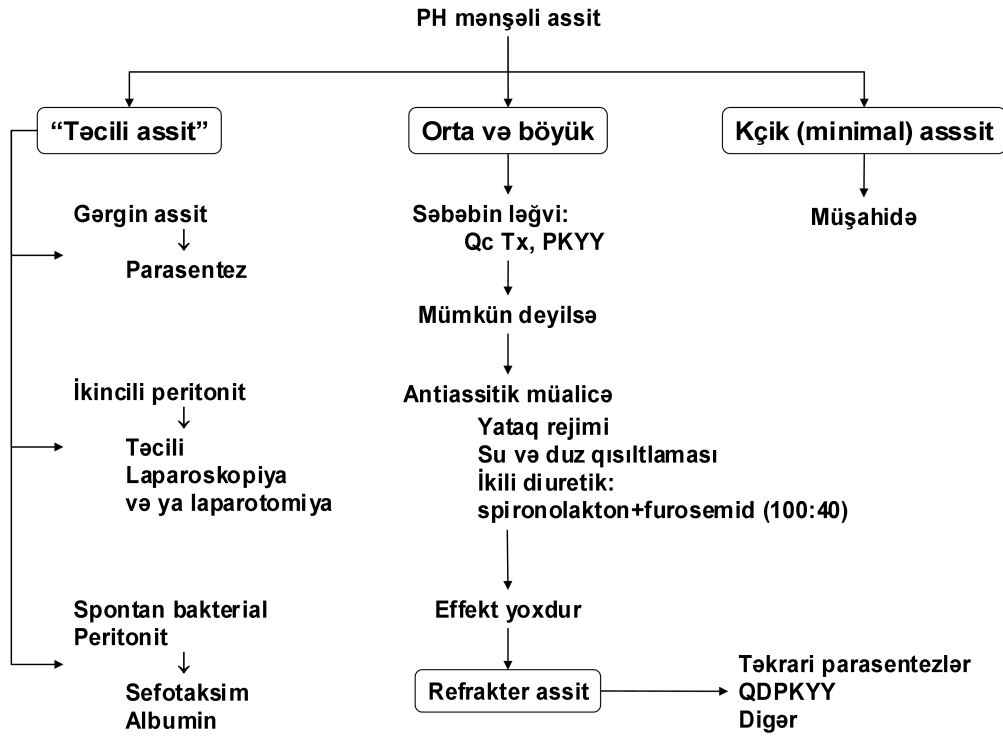 PH mənşəli assit
“Təcili assit”
Orta və böyük
Kçik (minimal) asssit
Gərgin assit
Parasentez
İkincili peritonit
Təcili
Laparoskopiya
və ya laparotomiya
Spontan bakterial
Peritonit
Sefotaksim
Albumin
Səbəbin ləğvi:
Qc Tx, PKYY
Mümkün deyilsə
Antiassitik müalicə
Yataq rejimi
Su və duz qısıltlaması
İkili diuretik:
spironolakton+furosemid (100:40)
Effekt yoxdur
Refrakter assit
Təkrari parasentezlər
QDPKYY
Digər
Müşahidə